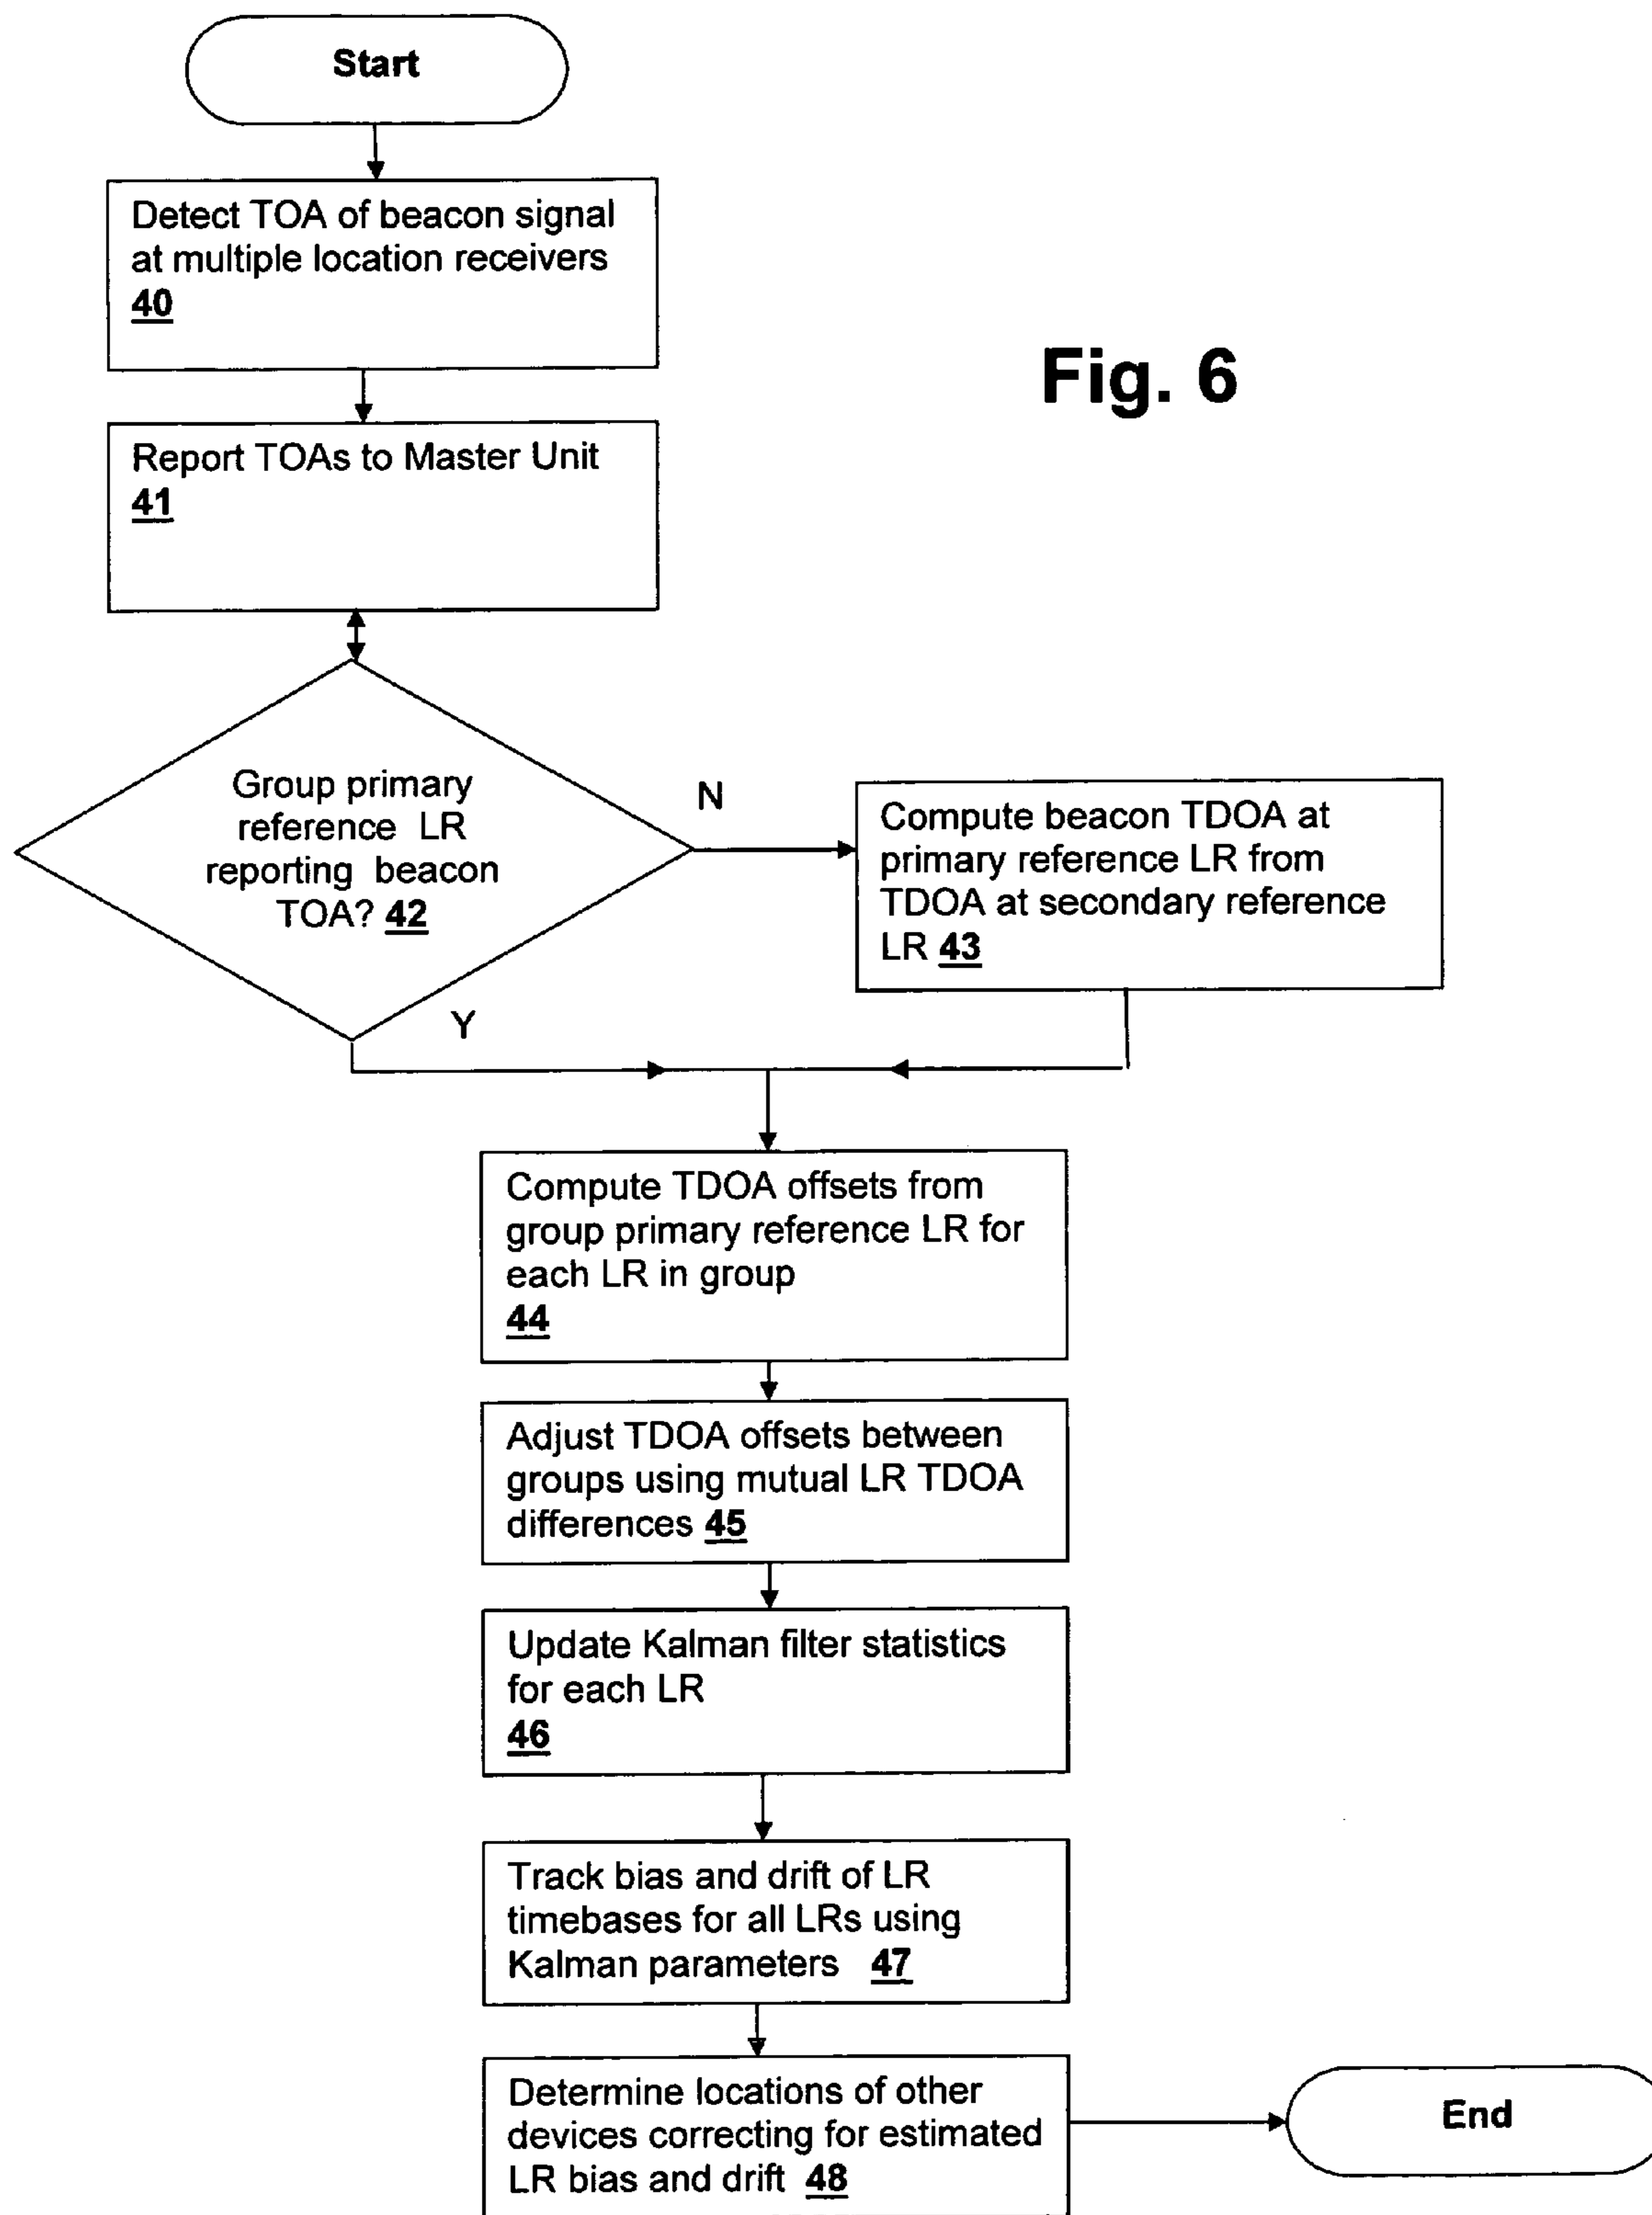 Start
Detect TOA of beacon signal
at multiple location receivers
40
Fig. 6
Report TOAs to Master Unit
41
Group primary
reference LR
reporting beacon
TOA? 42
N
Compute beacon TDOA at
primary reference LR from
TDOA at secondary reference
LR 43
Y
Compute TDOA offsets from
group primary reference LR for
each LR in group
44
Adjust TDOA offsets between
groups using mutual LR TDOA
differences 45
Update Kalman filter statistics
for each LR
46
Track bias and drift of LR
timebases for all LRs using
Kalman parameters 47
Determine locations of other
devices correcting for estimated
LR bias and drift 48
End